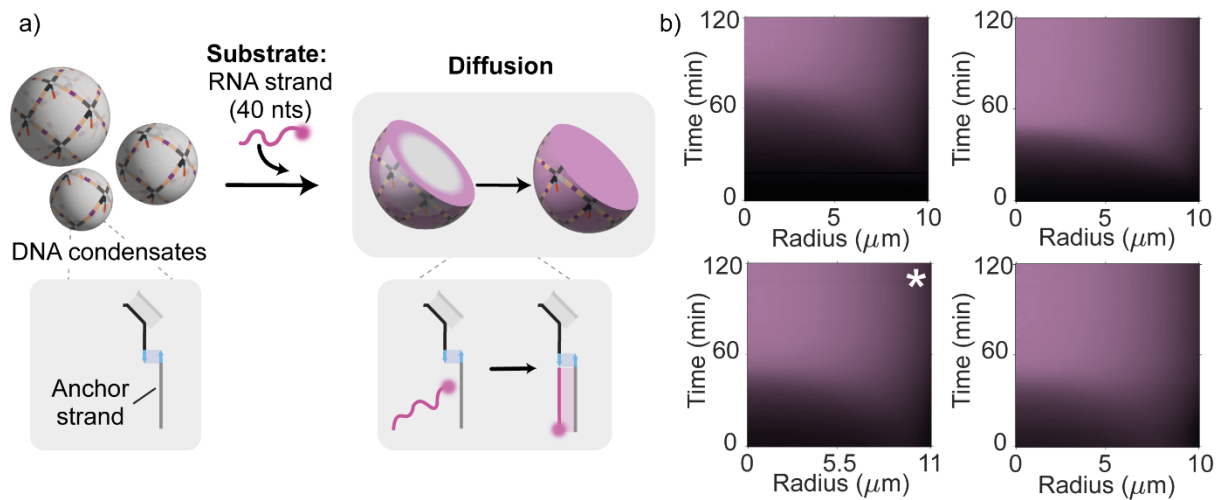 a)
Substrate:
RNA strand
(40 nts)
Diffusion
DNA condensates
Anchor
strand
b)
120
60
0
Time (min)
0
5
10
Radius (μm)
120
60
0
Time (min)
0
5
10
Radius (μm)
120
60
0
Time (min)
*
0
5.5
11
Radius (μm)
120
60
0
Time (min)
0
5
10
Radius (μm)